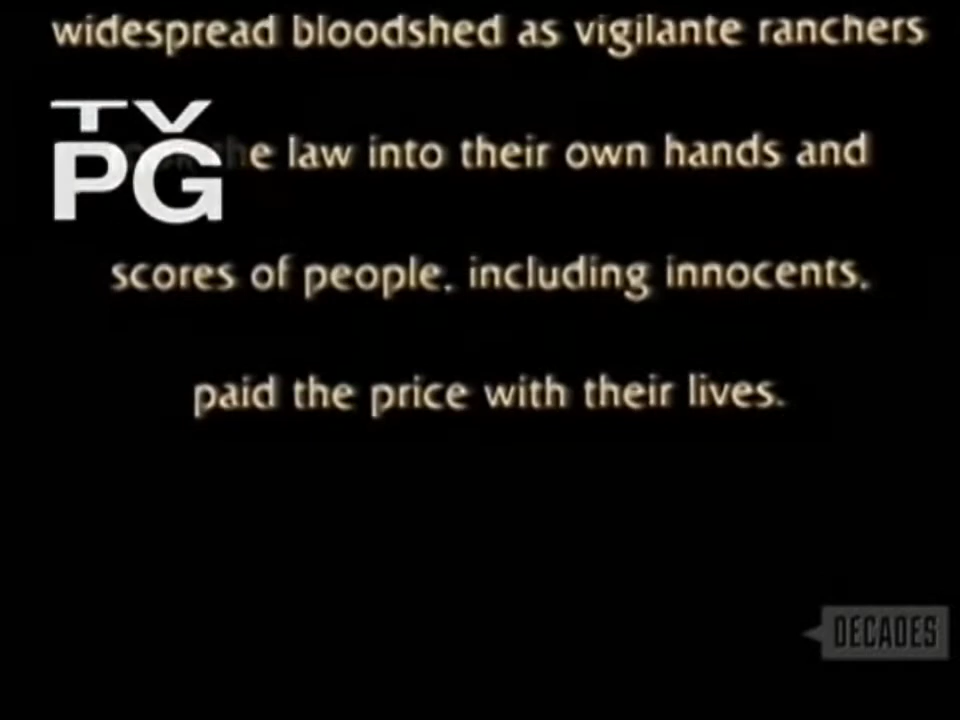 widespread bloodshed as vigilante ranchers
TV
PG
the law into their own hands and
scores of people, including innocents,
paid the price with their lives.
DECADES